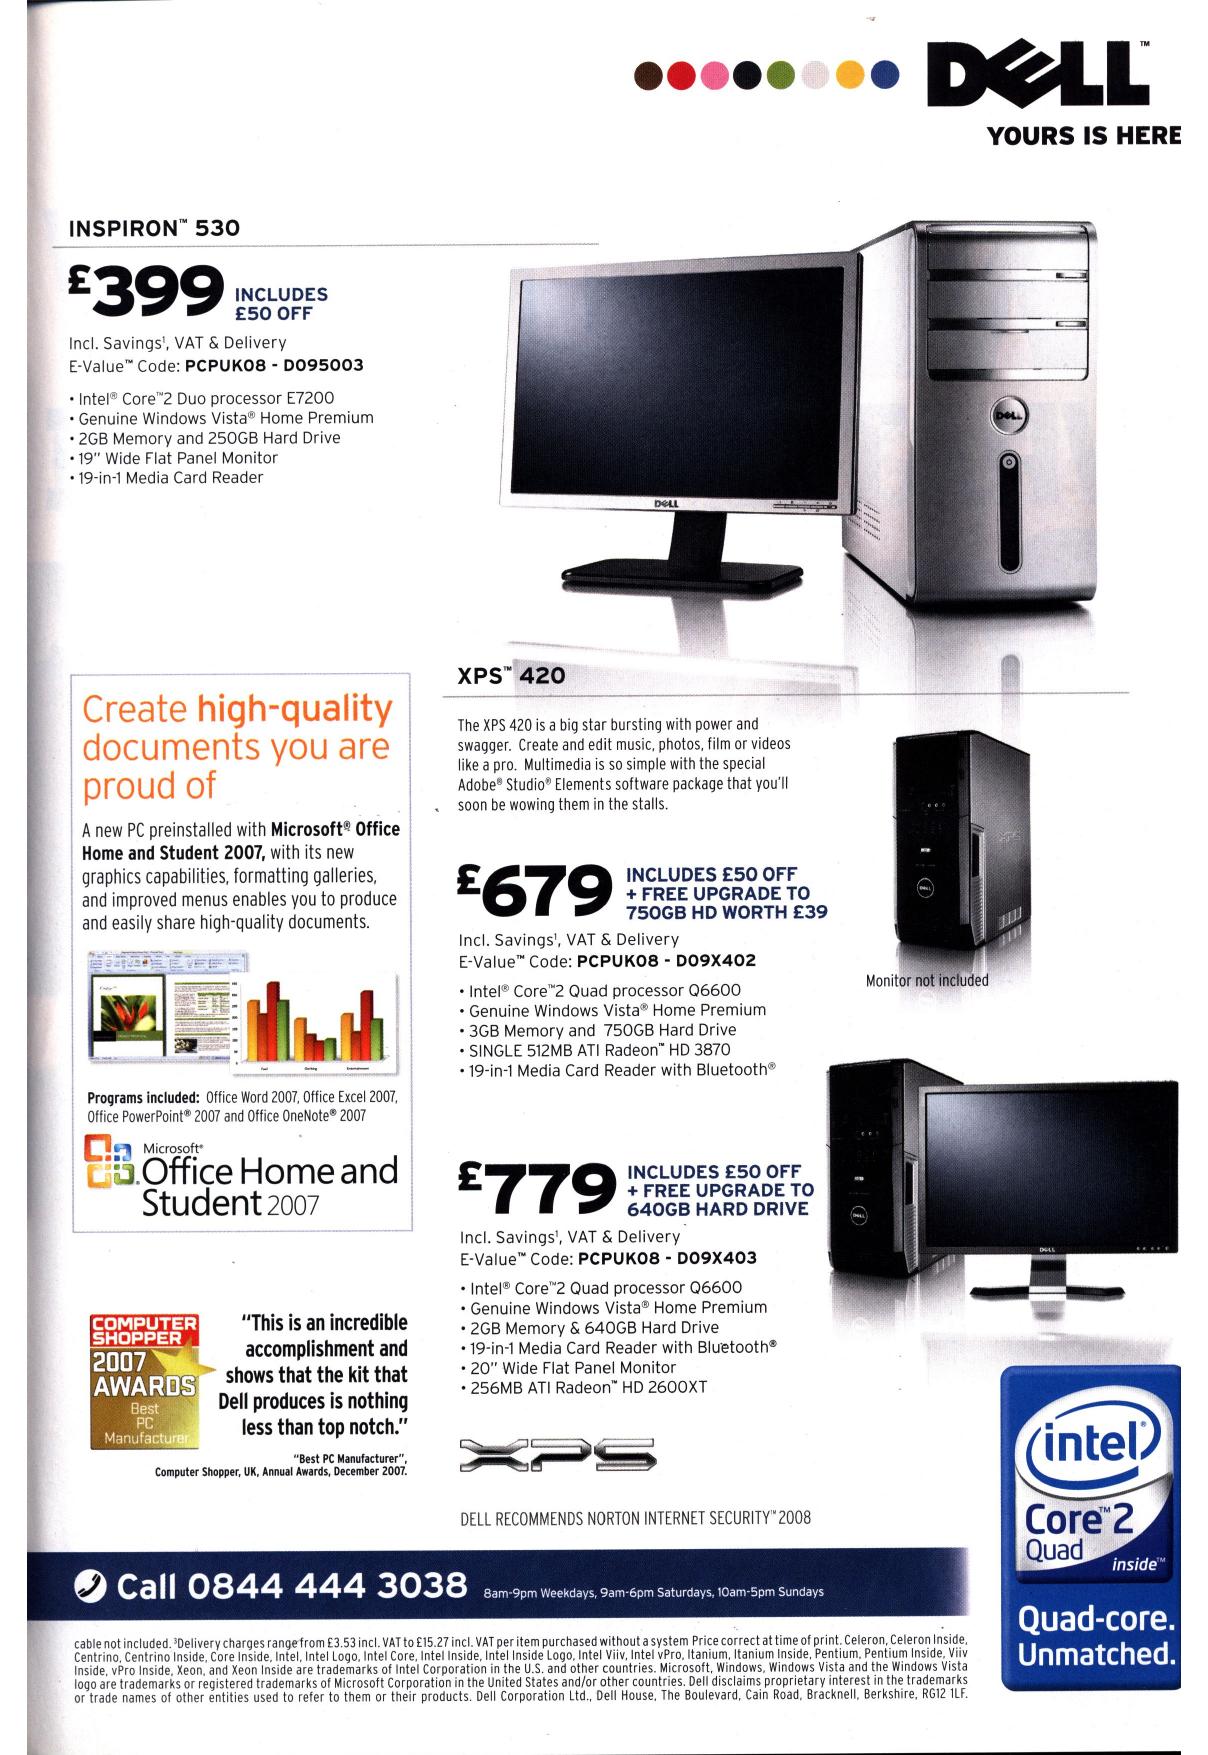 DELL™
YOURS IS HERE
INSPIRON™ 530
£399 INCLUDES
£50 OFF
Incl. Savings¹, VAT & Delivery
E-Value™ Code: PCPUK08 - D095003
• Intel® Core™2 Duo processor E7200
• Genuine Windows Vista® Home Premium
• 2GB Memory and 250GB Hard Drive
• 19” Wide Flat Panel Monitor
• 19-in-1 Media Card Reader
DELL
DELL
Create high-quality
documents you are
proud of
A new PC preinstalled with Microsoft® Office
Home and Student 2007, with its new
graphics capabilities, formatting galleries,
and improved menus enables you to produce
and easily share high-quality documents.
Programs included: Office Word 2007, Office Excel 2007,
Office PowerPoint® 2007 and Office OneNote® 2007
Microsoft®
Office Home and
Student 2007
COMPUTER
SHOPPER
2007
AWARDS
Best
PC
Manufacturer
“This is an incredible
accomplishment and
shows that the kit that
Dell produces is nothing
less than top notch.”
“Best PC Manufacturer”,
Computer Shopper, UK, Annual Awards, December 2007.
XPS™ 420
The XPS 420 is a big star bursting with power and
swagger. Create and edit music, photos, film or videos
like a pro. Multimedia is so simple with the special
Adobe® Studio® Elements software package that you’ll
soon be wowing them in the stalls.
£679 INCLUDES £50 OFF
+ FREE UPGRADE TO
750GB HD WORTH £39
Incl. Savings¹, VAT & Delivery
E-Value™ Code: PCPUK08 - D09X402
• Intel® Core™2 Quad processor Q6600
• Genuine Windows Vista® Home Premium
• 3GB Memory and 750GB Hard Drive
• SINGLE 512MB ATI Radeon™ HD 3870
• 19-in-1 Media Card Reader with Bluetooth®
XPS
DELL
Monitor not included
£779 INCLUDES £50 OFF
+ FREE UPGRADE TO
640GB HARD DRIVE
Incl. Savings¹, VAT & Delivery
E-Value™ Code: PCPUK08 - D09X403
• Intel® Core™2 Quad processor Q6600
• Genuine Windows Vista® Home Premium
• 2GB Memory & 640GB Hard Drive
• 19-in-1 Media Card Reader with Bluetooth®
• 20” Wide Flat Panel Monitor
• 256MB ATI Radeon™ HD 2600XT
DELL
DELL
XPS
DELL RECOMMENDS NORTON INTERNET SECURITY™ 2008
intel®
Core™2
Quad
inside™
Quad-core.
Unmatched.
Call 0844 444 3038 8am-9pm Weekdays, 9am-6pm Saturdays, 10am-5pm Sundays
cable not included. ³Delivery charges range from £3.53 incl. VAT to £15.27 incl. VAT per item purchased without a system Price correct at time of print. Celeron, Celeron Inside,
Centrino, Centrino Inside, Core Inside, Intel, Intel Logo, Intel Core, Intel Inside, Intel Inside Logo, Intel Viiv, Intel vPro, Itanium, Itanium Inside, Pentium, Pentium Inside, Viiv
Inside, vPro Inside, Xeon, and Xeon Inside are trademarks of Intel Corporation in the U.S. and other countries. Microsoft, Windows, Windows Vista and the Windows Vista
logo are trademarks or registered trademarks of Microsoft Corporation in the United States and/or other countries. Dell disclaims proprietary interest in the trademarks
or trade names of other entities used to refer to them or their products. Dell Corporation Ltd., Dell House, The Boulevard, Cain Road, Bracknell, Berkshire, RG12 1LF.